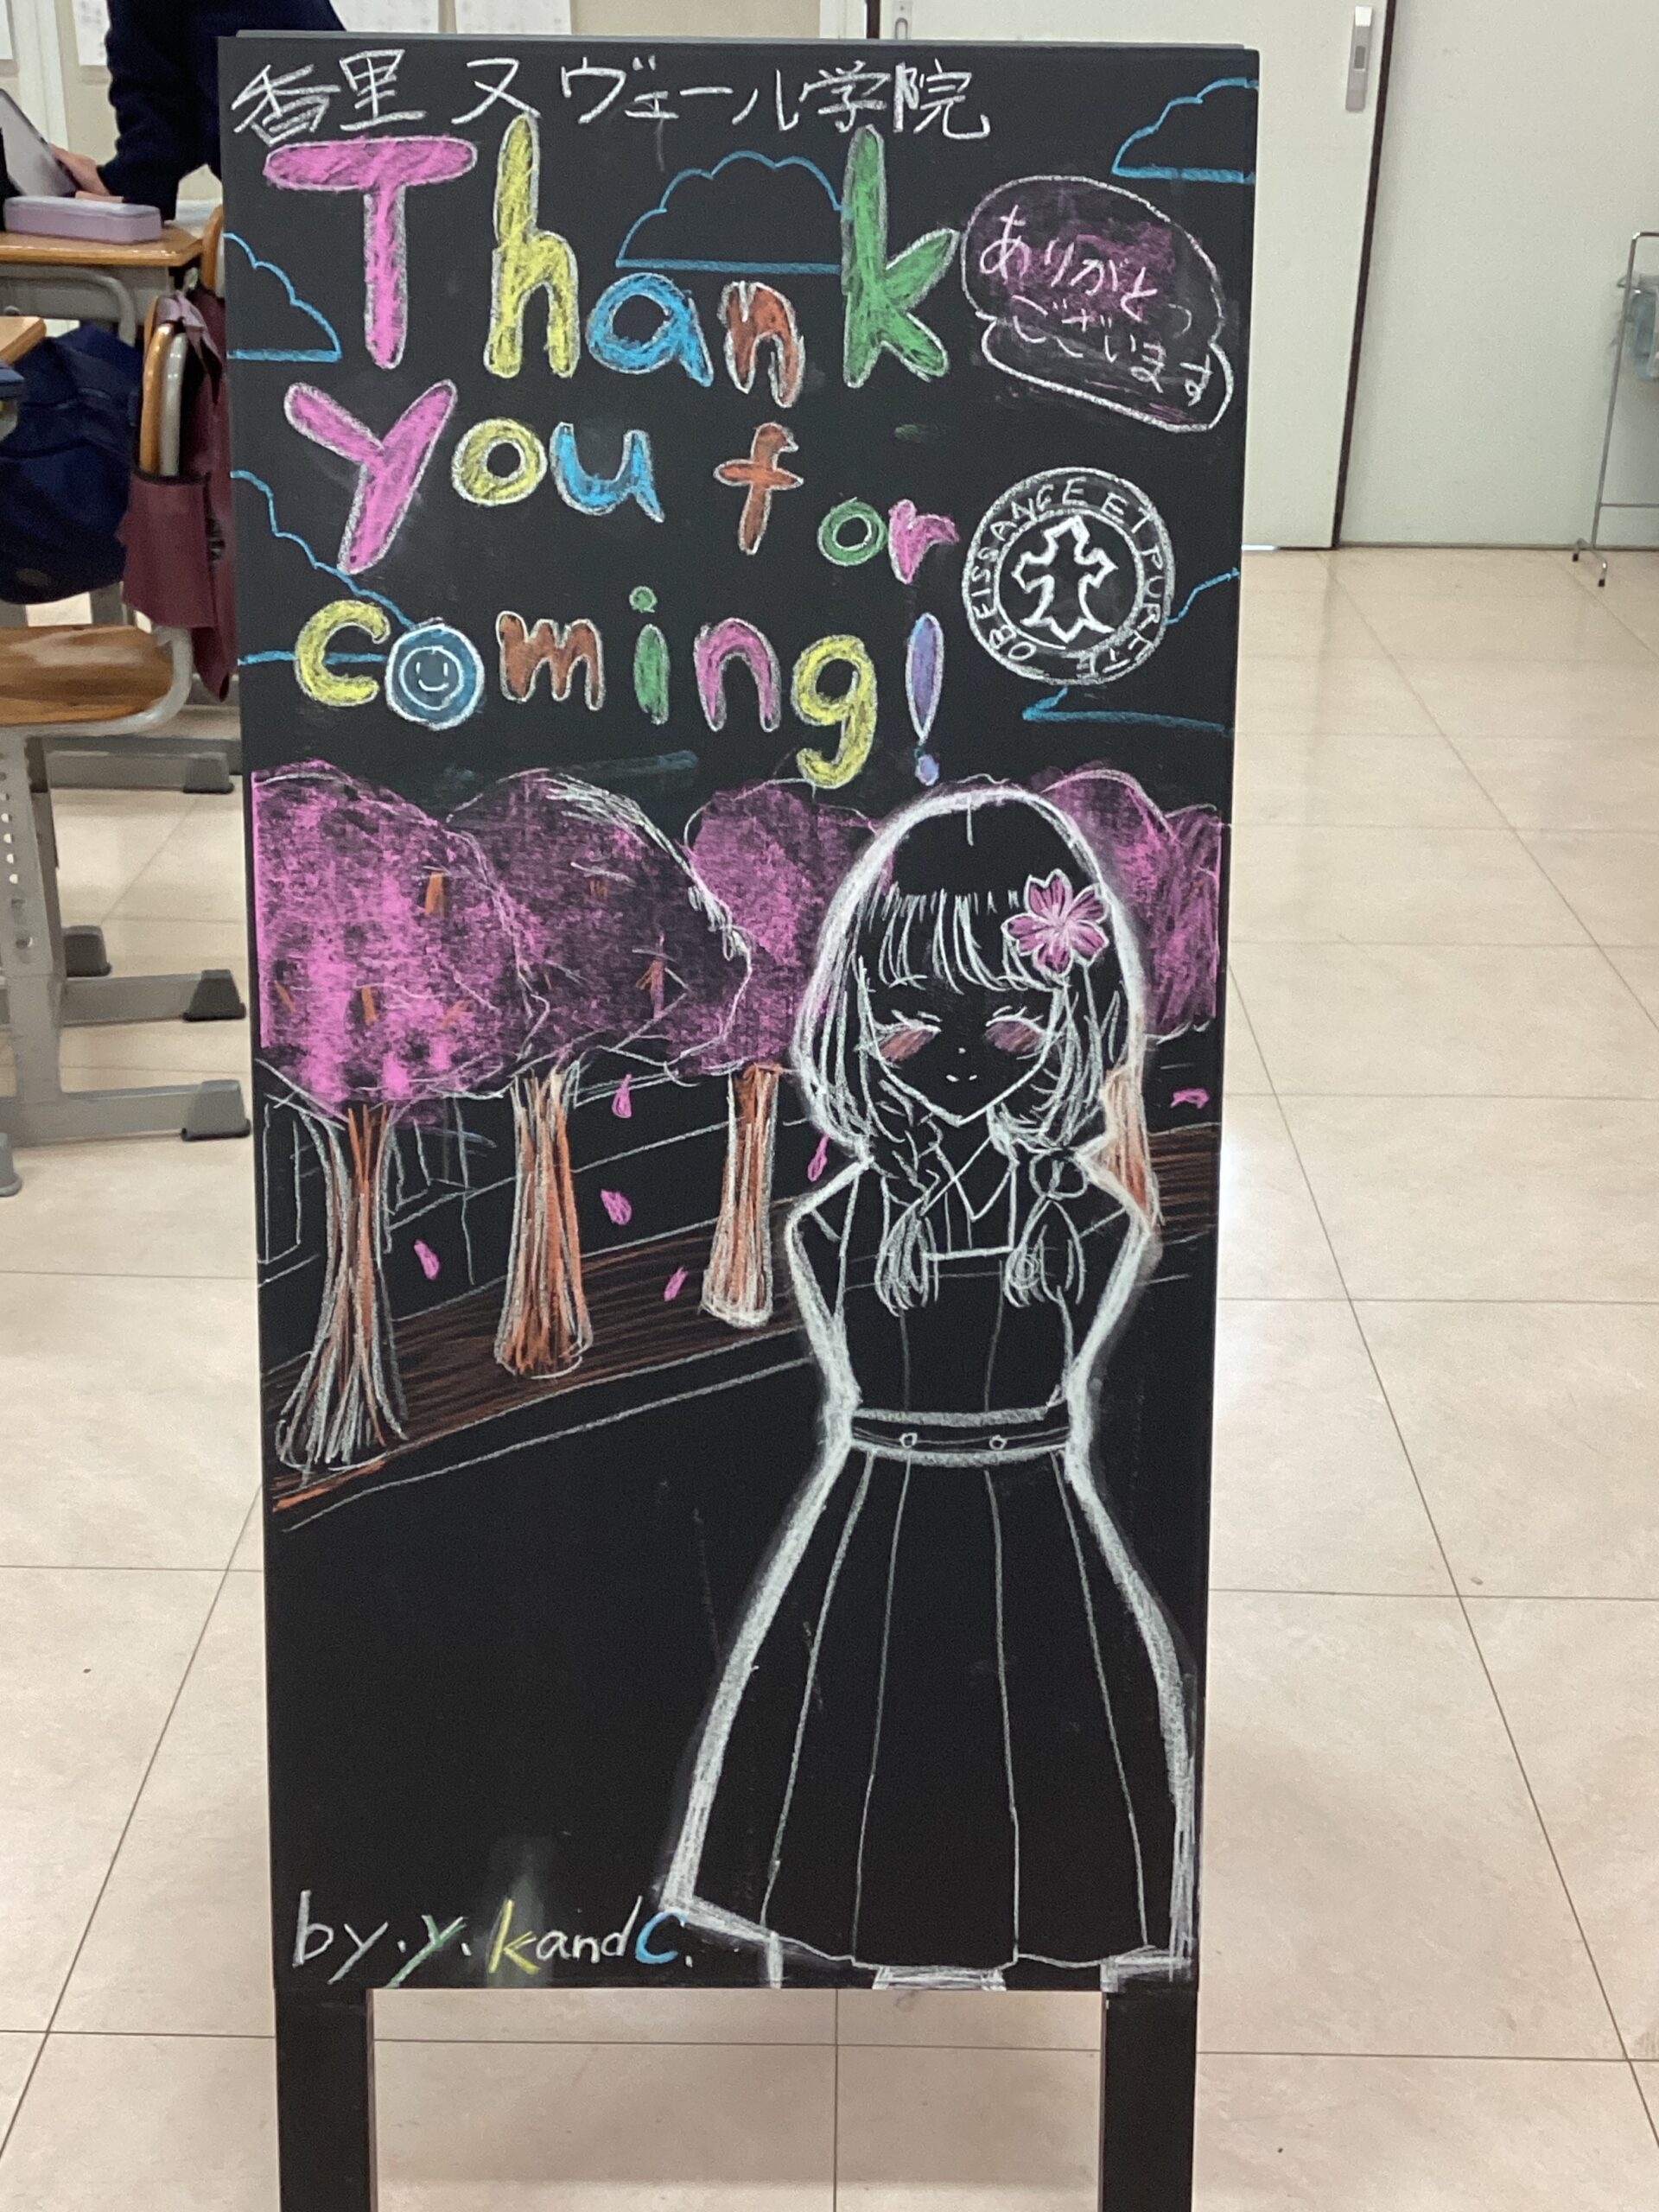 香里ヌヴェール学院
Thank
ありがと
うございます
you for
OBEISSANCE ET PURETE
coming!
by.y.kandC.